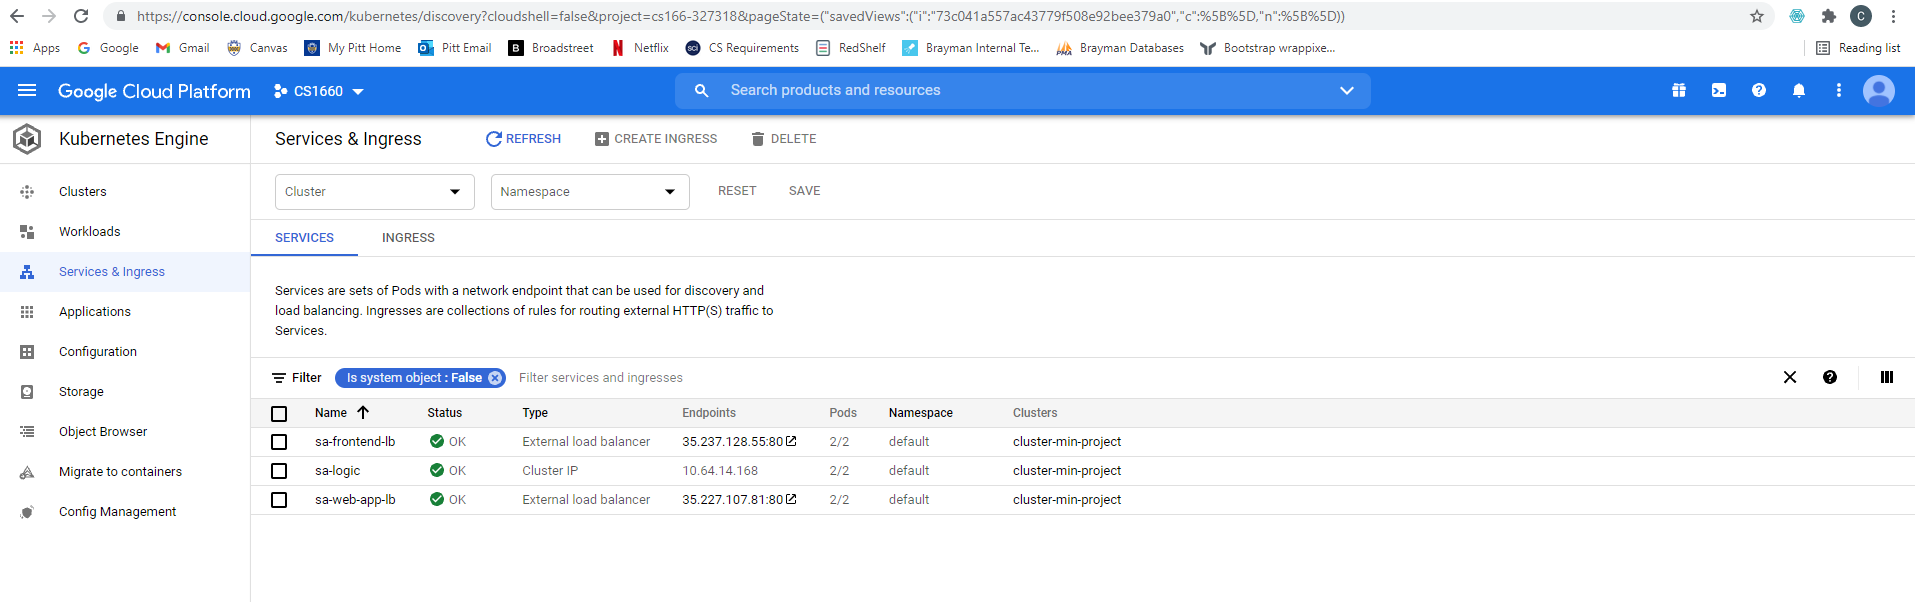 https://console.cloud.google.com/kubernetes/discovery?cloudshell=false&project=cs166-327318&pageState=("savedViews":("i":"73c041a557ac43779f508e92bee379a0","c":%5B%5D,"n":%5B%5D))
C
Apps Google Gmail Canvas My Pitt Home Pitt Email Broadstreet Netflix CS Requirements RedShelf Brayman Internal Te... Brayman Databases Bootstrap wrappixe... Reading list
Google Cloud Platform CS1660 Search products and resources
Kubernetes Engine
Clusters
Workloads
Services & Ingress
Applications
Configuration
Storage
Object Browser
Migrate to containers
Config Management
Services & Ingress REFRESH CREATE INGRESS DELETE
Cluster Namespace RESET SAVE
SERVICES INGRESS
Services are sets of Pods with a network endpoint that can be used for discovery and
load balancing. Ingresses are collections of rules for routing external HTTP(S) traffic to
Services.
Filter Is system object : False Filter services and ingresses
Name Status Type Endpoints Pods Namespace Clusters
sa-frontend-lb OK External load balancer 35.237.128.55:80 2/2 default cluster-min-project
sa-logic OK Cluster IP 10.64.14.168 2/2 default cluster-min-project
sa-web-app-lb OK External load balancer 35.227.107.81:80 2/2 default cluster-min-project